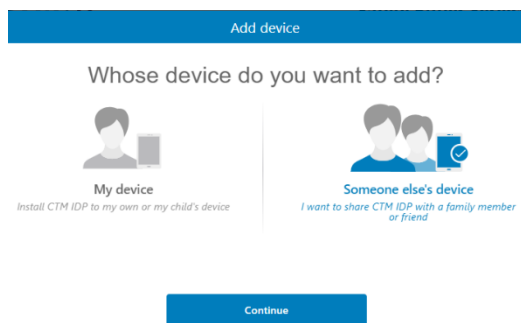 Add device
Whose device do you want to add?
My device
Install CTM IDP to my own or my child's device
Someone else's device
I want to share CTM IDP with a family member
or friend
Continue